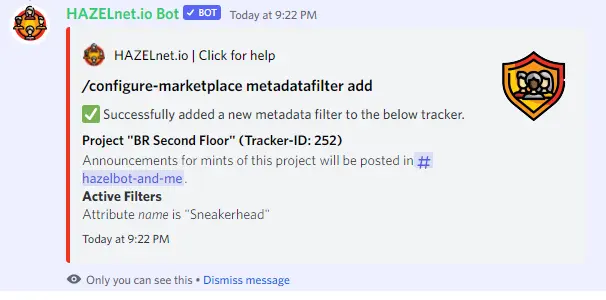 HAZELnet.io Bot ✓ BOT Today at 9:22 PM
HAZELnet.io | Click for help
/configure-marketplace metadatafilter add
✅ Successfully added a new metadata filter to the below tracker.
Project "BR Second Floor" (Tracker-ID: 252)
Announcements for mints of this project will be posted in #
hazelbot-and-me.
Active Filters
Attribute name is "Sneakerhead"
Today at 9:22 PM
Only you can see this • Dismiss message